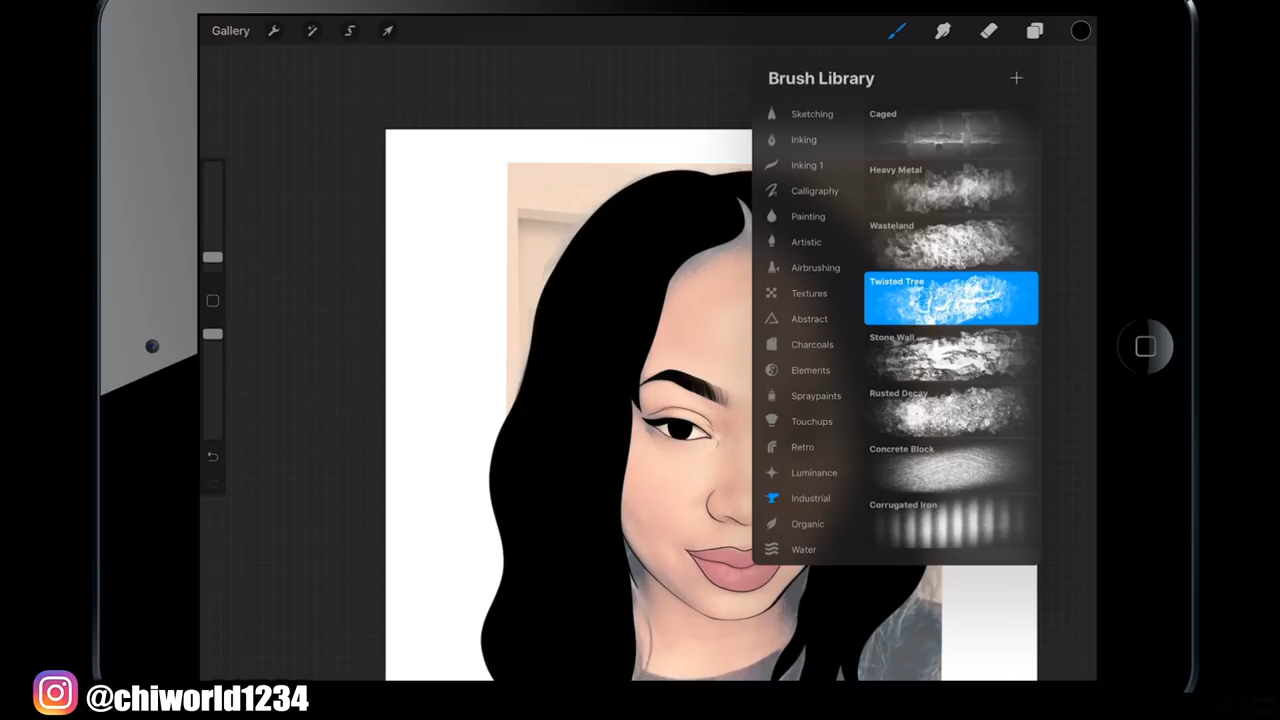 Gallery
Brush Library
Sketching
Inking
Inking 1
Calligraphy
Painting
Artistic
Airbrushing
Textures
Abstract
Charcoals
Elements
Spraypaints
Touchups
Retro
Luminance
Industrial
Organic
Water
Caged
Heavy Metal
Wasteland
Twisted Tree
Stone Wall
Rusted Decay
Concrete Block
Corrugated Iron
@chiworld1234